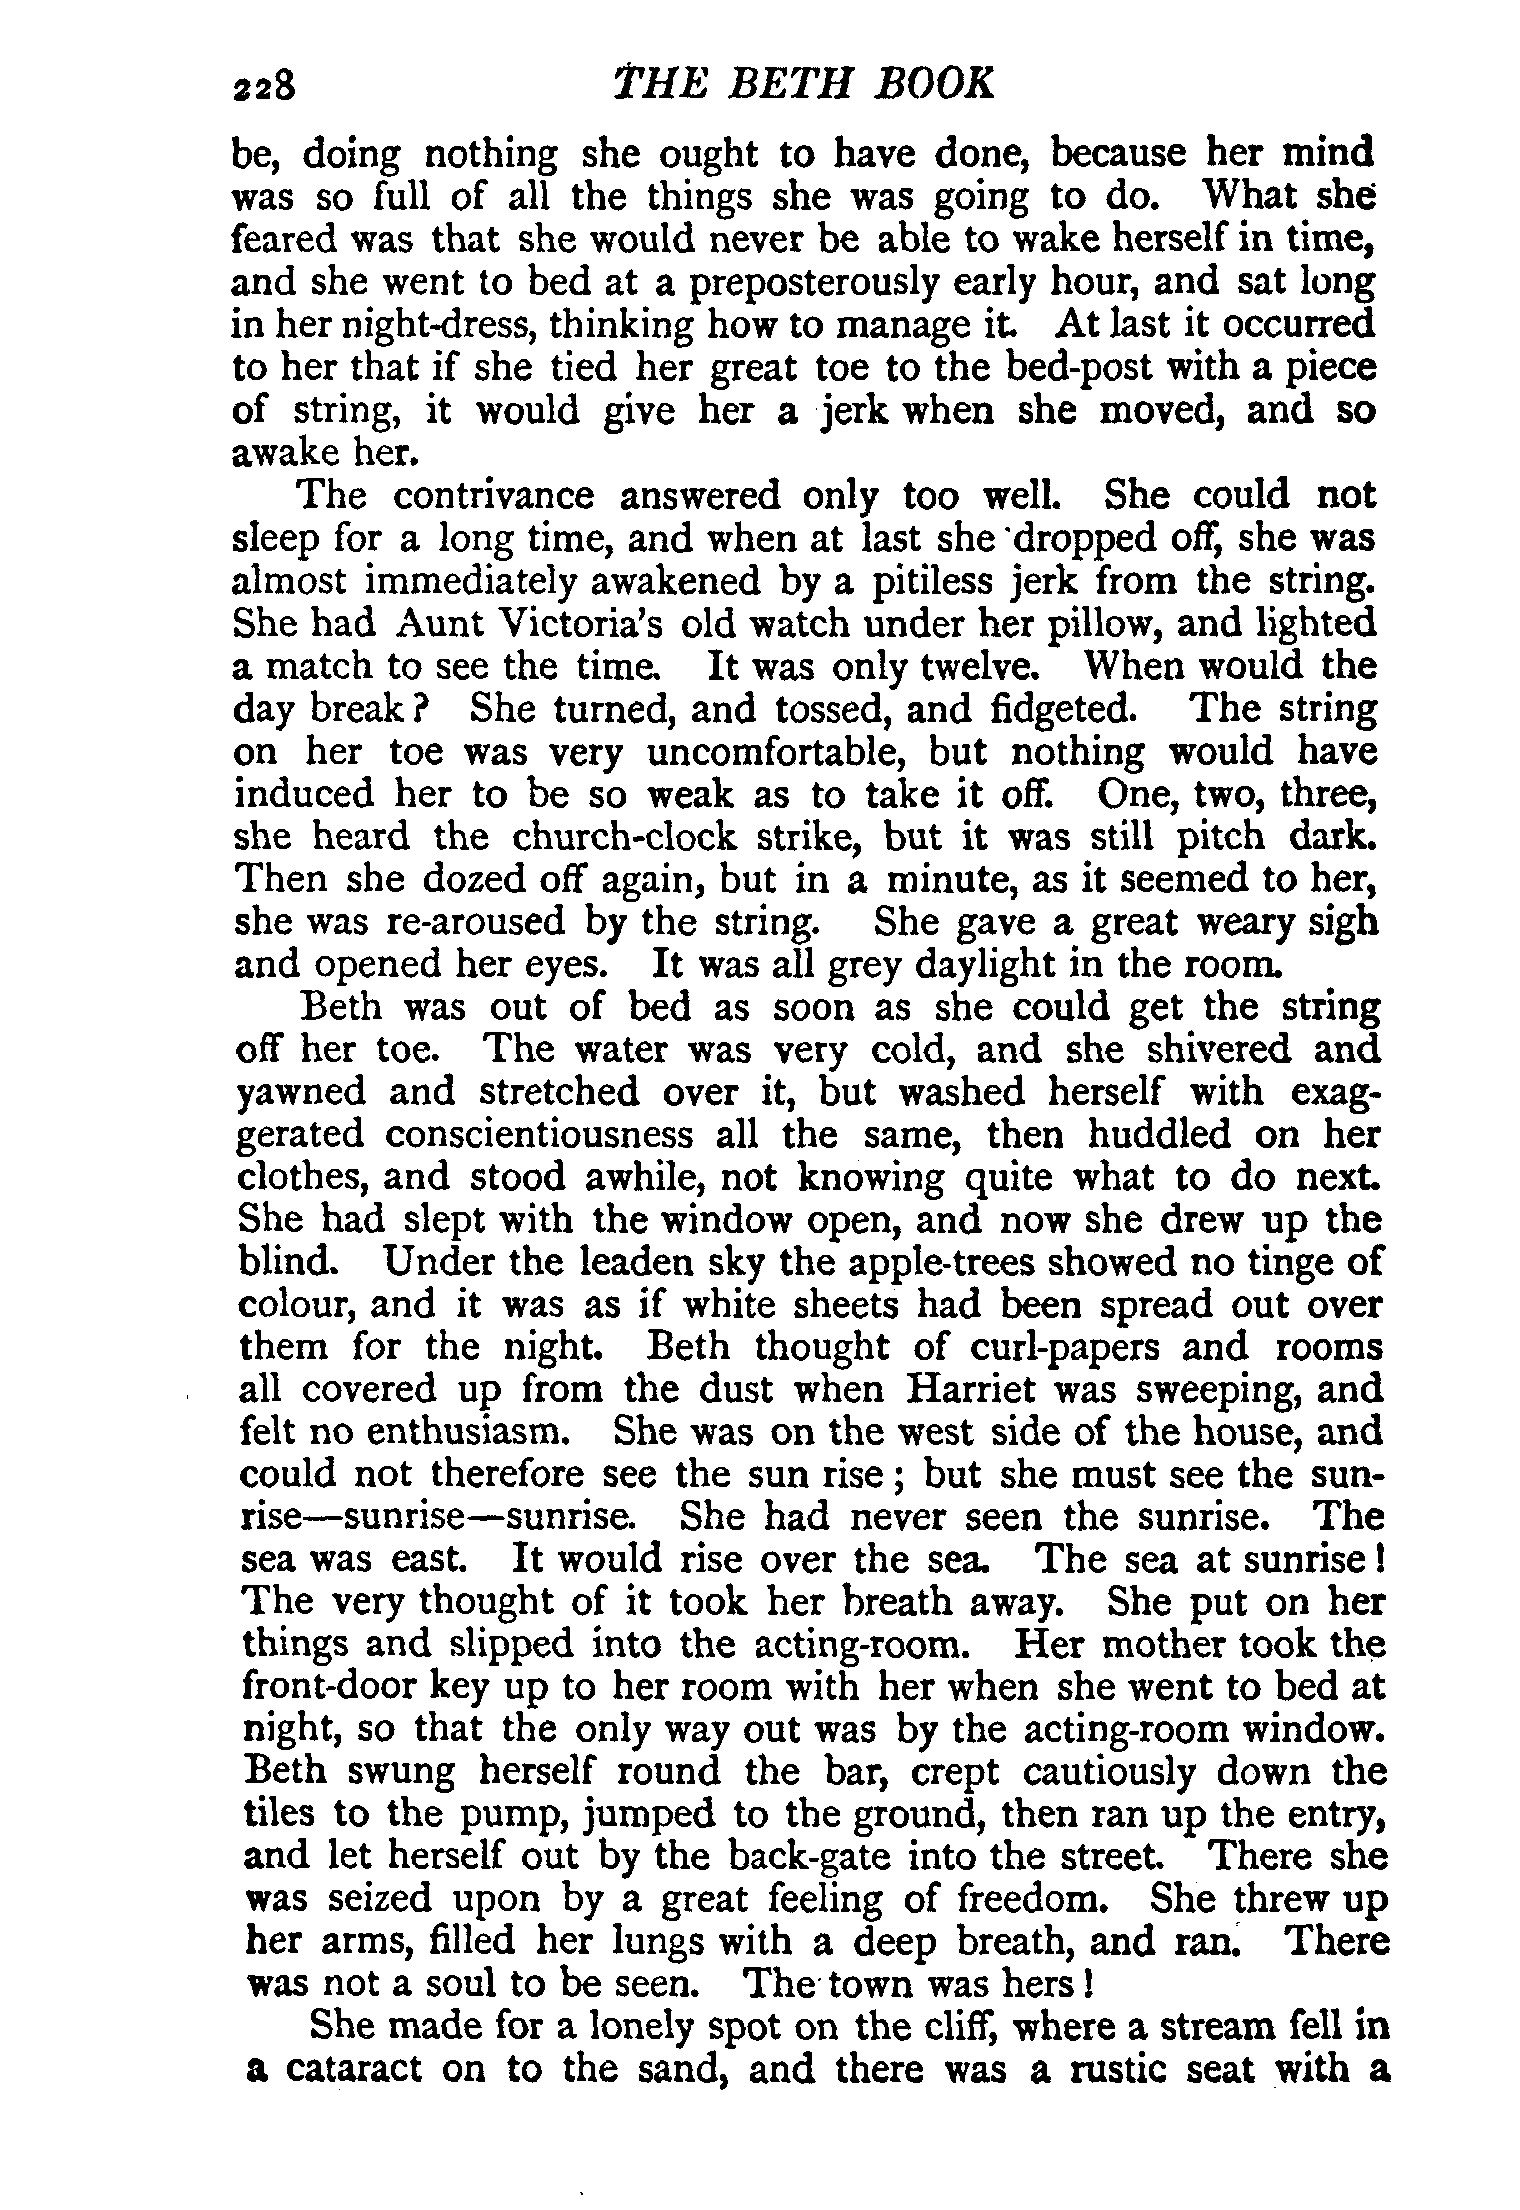 228 THE BETH BOOK
be, doing nothing she ought to have done, because her mind
was so full of all the things she was going to do. What she
feared was that she would never be able to wake herself in time,
and she went to bed at a preposterously early hour, and sat long
in her night-dress, thinking how to manage it. At last it occurred
to her that if she tied her great toe to the bed-post with a piece
of string, it would give her a jerk when she moved, and so
awake her.
The contrivance answered only too well. She could not
sleep for a long time, and when at last she dropped off, she was
almost immediately awakened by a pitiless jerk from the string.
She had Aunt Victoria's old watch under her pillow, and lighted
a match to see the time. It was only twelve. When would the
day break? She turned, and tossed, and fidgeted. The string
on her toe was very uncomfortable, but nothing would have
induced her to be so weak as to take it off. One, two, three,
she heard the church-clock strike, but it was still pitch dark.
Then she dozed off again, but in a minute, as it seemed to her,
she was re-aroused by the string. She gave a great weary sigh
and opened her eyes. It was all grey daylight in the room.
Beth was out of bed as soon as she could get the string
off her toe. The water was very cold, and she shivered and
yawned and stretched over it, but washed herself with exag-
gerated conscientiousness all the same, then huddled on her
clothes, and stood awhile, not knowing quite what to do next.
She had slept with the window open, and now she drew up the
blind. Under the leaden sky the apple-trees showed no tinge of
colour, and it was as if white sheets had been spread out over
them for the night. Beth thought of curl-papers and rooms
all covered up from the dust when Harriet was sweeping, and
felt no enthusiasm. She was on the west side of the house, and
could not therefore see the sun rise; but she must see the sun-
rise—sunrise—sunrise. She had never seen the sunrise. The
sea was east. It would rise over the sea. The sea at sunrise!
The very thought of it took her breath away. She put on her
things and slipped into the acting-room. Her mother took the
front-door key up to her room with her when she went to bed at
night, so that the only way out was by the acting-room window.
Beth swung herself round the bar, crept cautiously down the
tiles to the pump, jumped to the ground, then ran up the entry,
and let herself out by the back-gate into the street. There she
was seized upon by a great feeling of freedom. She threw up
her arms, filled her lungs with a deep breath, and ran. There
was not a soul to be seen. The town was hers!
She made for a lonely spot on the cliff, where a stream fell in
a cataract on to the sand, and there was a rustic seat with a